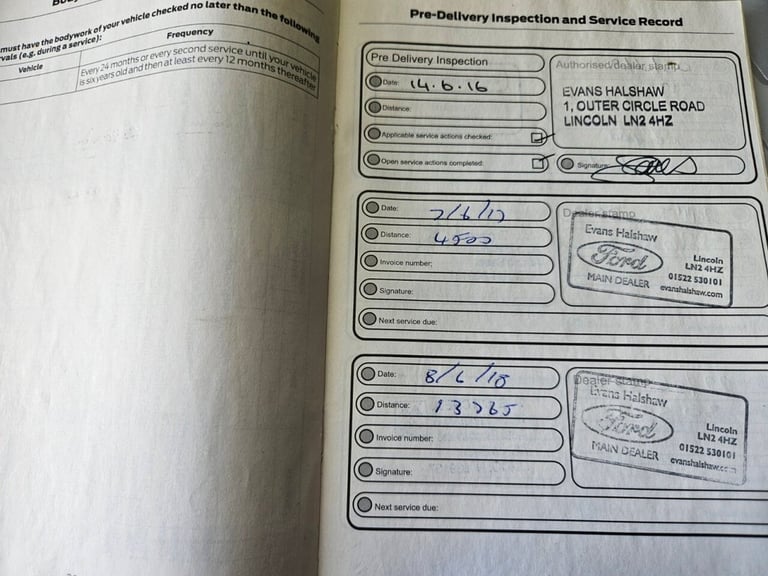 must have the bodywork of your vehicle checked no later than the following
vals (e.g. during a service):
Vehicle
Frequency
Every 24 months or every second service until your vehicle
is six years old and then at least every 12 months thereafter
Pre-Delivery Inspection and Service Record
Pre Delivery Inspection
Date: 14.6.16
Distance:
Applicable service actions checked:
Open service actions completed:
Authorised/dealer stamp
EVANS HALSHAW
1, OUTER CIRCLE ROAD
LINCOLN LN2 4HZ
Signature:
Date: 7/6/17
Distance: 4500
Invoice number:
Signature:
Next service due:
Dealer stamp
Evans Halshaw
Ford
MAIN DEALER
Lincoln
LN2 4HZ
01522 530101
evanshalshaw.com
Date: 8/6/18
Distance:
Invoice number:
Signature:
Next service due:
Dealer stamp
Evans Halshaw
Ford
MAIN DEALER
Lincoln
LN2 4HZ
01522 530101
evanshalshaw.com